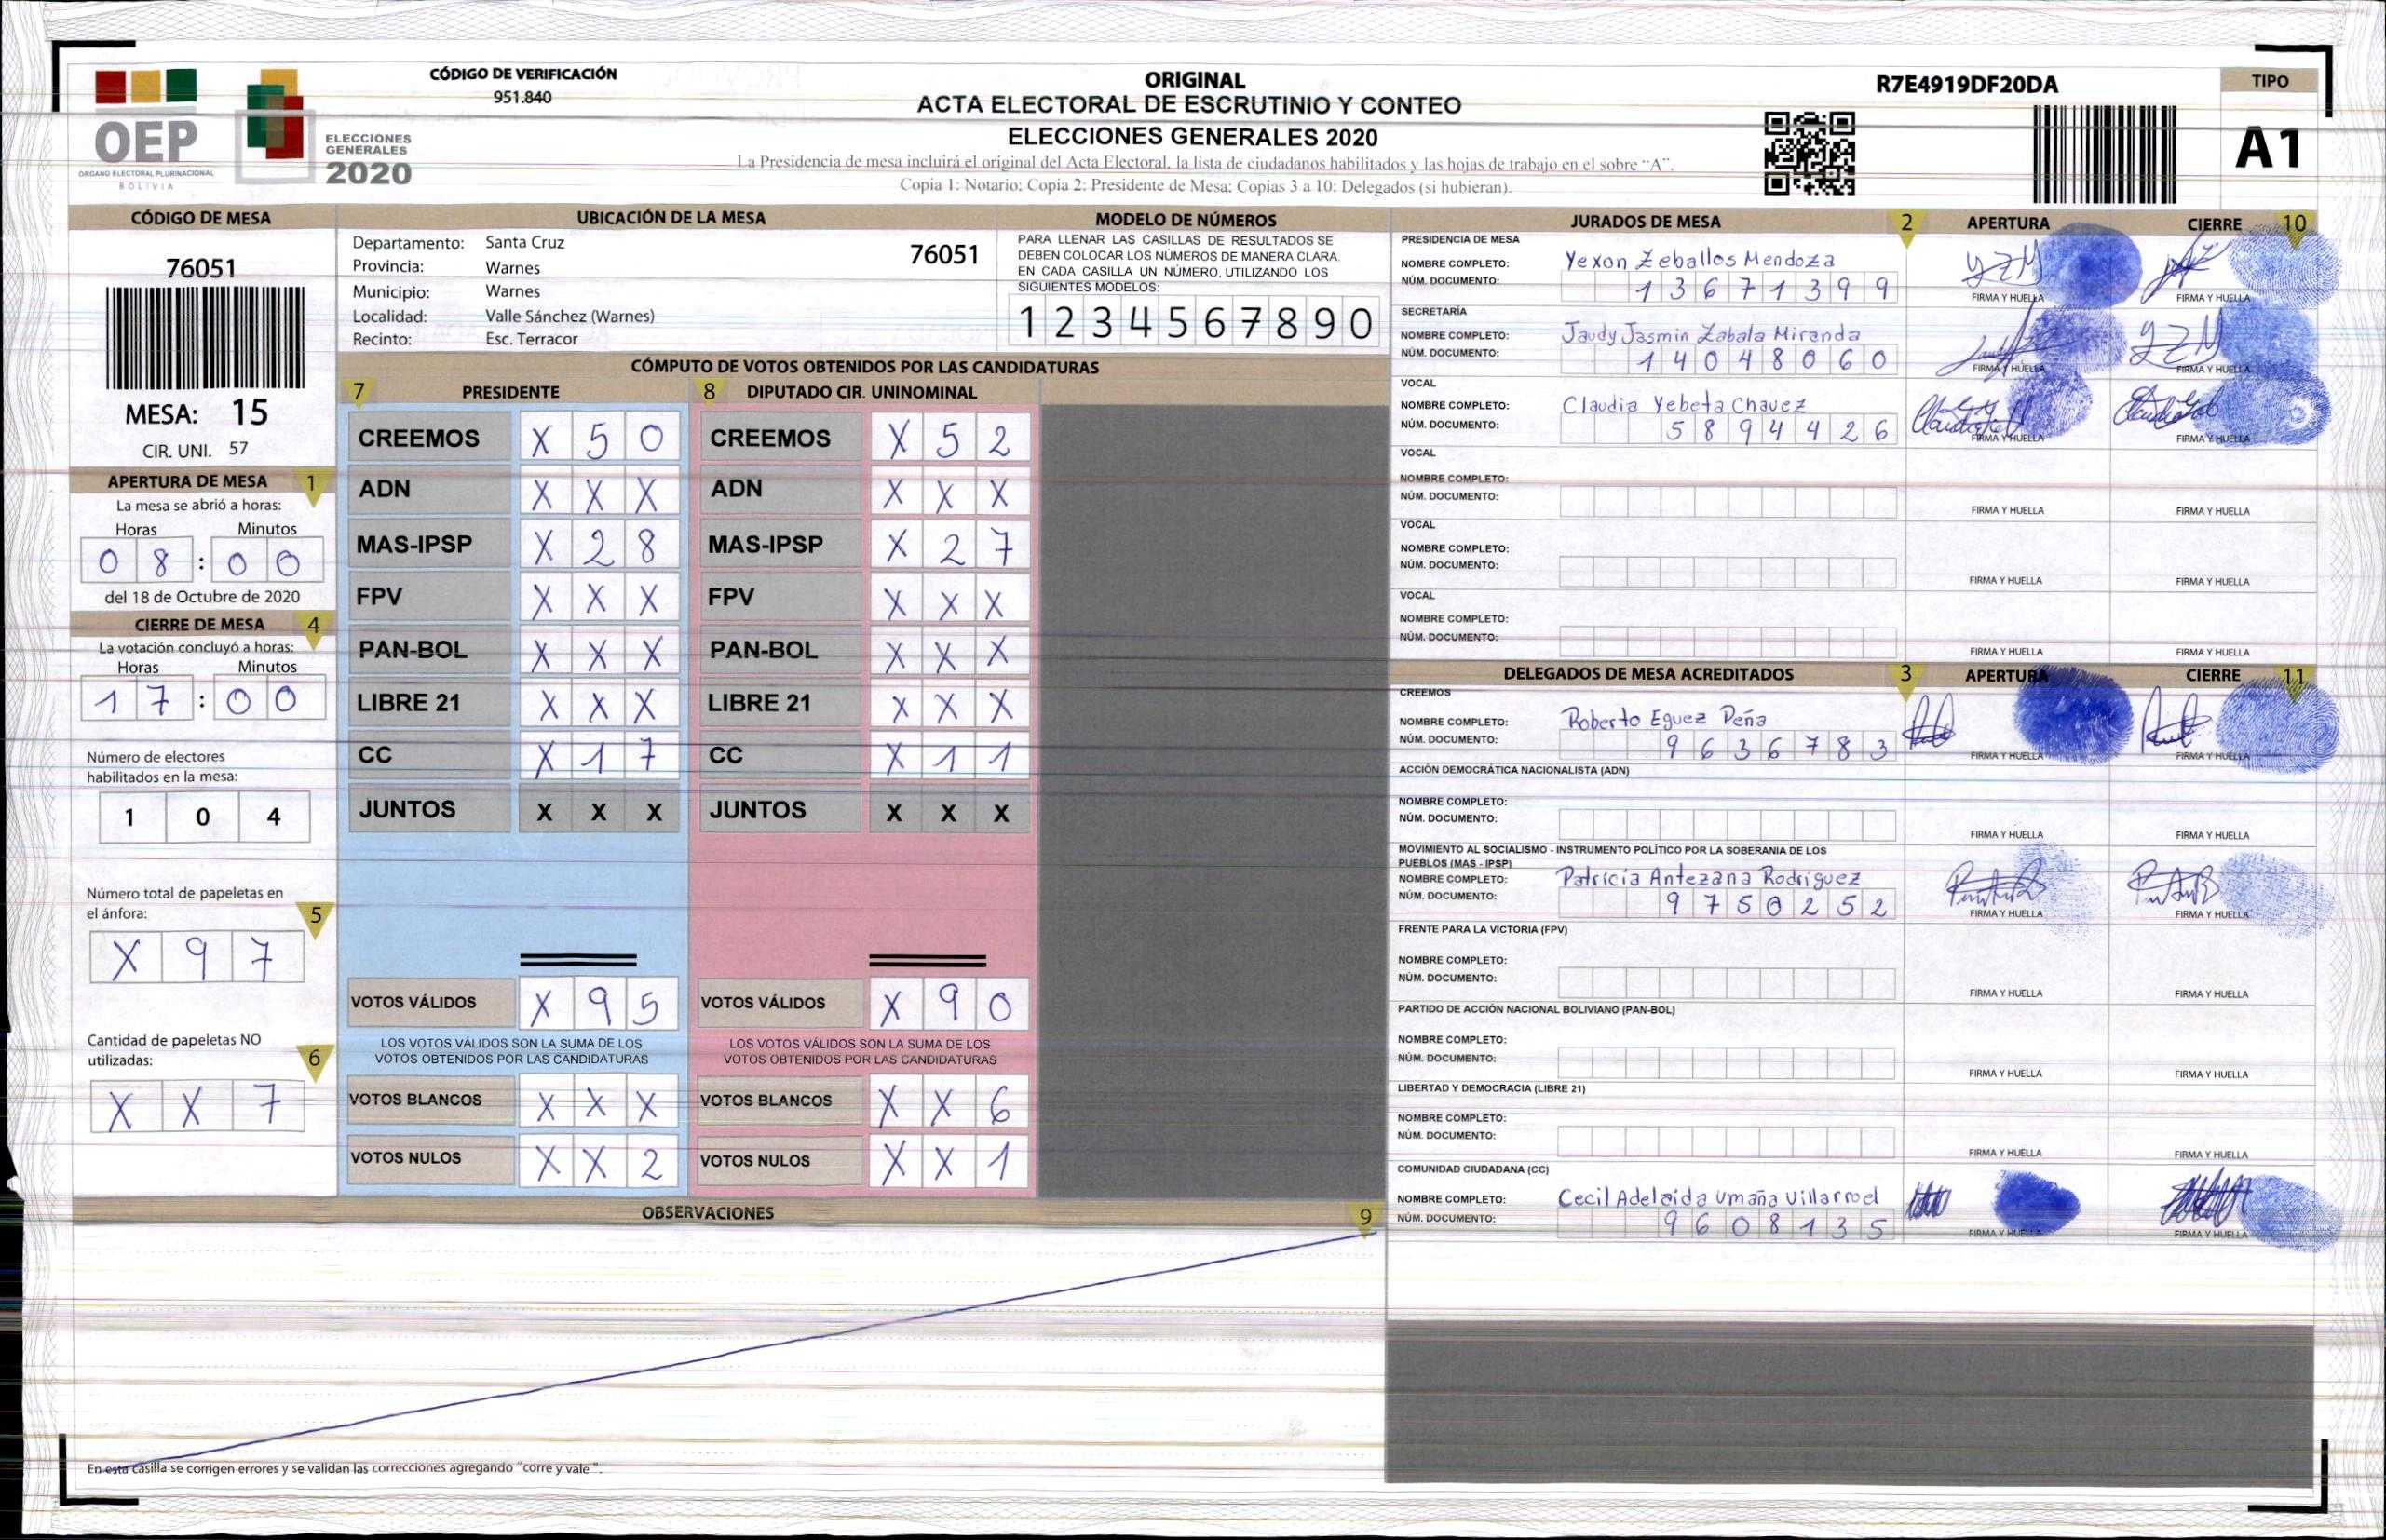 CÓDIGO DE VERIFICACIÓN
951.840
ORIGINAL
ACTA ELECTORAL DE ESCRUTINIO Y CONTEO
ELECCIONES GENERALES 2020
La Presidencia de mesa incluirá el original del Acta Electoral, la lista de ciudadanos habilitados y las hojas de trabajo en el sobre "A".
Copia 1: Notario; Copia 2: Presidente de Mesa; Copias 3 a 10: Delegados (si hubieran).
R7E4919DF20DA
TIPO
A1
OEP
ÓRGANO ELECTORAL PLURINACIONAL
BOLIVIA
ELECCIONES
GENERALES
2020
CÓDIGO DE MESA
76051
MESA: 15
CIR. UNI. 57
APERTURA DE MESA 1
La mesa se abrió a horas:
Horas Minutos
0 8 : 0 0
del 18 de Octubre de 2020
CIERRE DE MESA 4
La votación concluyó a horas:
Horas Minutos
1 7 : 0 0
Número de electores
habilitados en la mesa:
1 0 4
Número total de papeletas en
el ánfora: 5
X 9 7
Cantidad de papeletas NO
utilizadas: 6
X X 7
UBICACIÓN DE LA MESA
Departamento: Santa Cruz 76051
Provincia: Warnes
Municipio: Warnes
Localidad: Valle Sánchez (Warnes)
Recinto: Esc. Terracor
MODELO DE NÚMEROS
PARA LLENAR LAS CASILLAS DE RESULTADOS SE
DEBEN COLOCAR LOS NÚMEROS DE MANERA CLARA.
EN CADA CASILLA UN NÚMERO, UTILIZANDO LOS
SIGUIENTES MODELOS:
1 2 3 4 5 6 7 8 9 0
CÓMPUTO DE VOTOS OBTENIDOS POR LAS CANDIDATURAS
7 PRESIDENTE 8 DIPUTADO CIR. UNINOMINAL
CREEMOS X 5 0 CREEMOS X 5 2
ADN X X X ADN X X X
MAS-IPSP X 2 8 MAS-IPSP X 2 7
FPV X X X FPV X X X
PAN-BOL X X X PAN-BOL X X X
LIBRE 21 X X X LIBRE 21 X X X
CC X 1 7 CC X 1 1
JUNTOS X X X JUNTOS X X X
VOTOS VÁLIDOS X 9 5 VOTOS VÁLIDOS X 9 0
LOS VOTOS VÁLIDOS SON LA SUMA DE LOS LOS VOTOS VÁLIDOS SON LA SUMA DE LOS
VOTOS OBTENIDOS POR LAS CANDIDATURAS VOTOS OBTENIDOS POR LAS CANDIDATURAS
VOTOS BLANCOS X X X VOTOS BLANCOS X X 6
VOTOS NULOS X X 2 VOTOS NULOS X X 1
OBSERVACIONES 9
En esta casilla se corrigen errores y se validan las correcciones agregando "corre y vale".
JURADOS DE MESA 2 APERTURA CIERRE 10
PRESIDENCIA DE MESA
NOMBRE COMPLETO: Yexon Zeballos Mendoza
NÚM. DOCUMENTO: 1 3 6 7 1 3 9 9
FIRMA Y HUELLA FIRMA Y HUELLA
SECRETARÍA
NOMBRE COMPLETO: Jaudy Jasmin Zabala Miranda
NÚM. DOCUMENTO: 1 4 0 4 8 0 6 0
FIRMA Y HUELLA FIRMA Y HUELLA
VOCAL
NOMBRE COMPLETO: Claudia Yebeta Chavez
NÚM. DOCUMENTO: 5 8 9 4 4 2 6
FIRMA Y HUELLA FIRMA Y HUELLA
VOCAL
NOMBRE COMPLETO:
NÚM. DOCUMENTO:
FIRMA Y HUELLA FIRMA Y HUELLA
VOCAL
NOMBRE COMPLETO:
NÚM. DOCUMENTO:
FIRMA Y HUELLA FIRMA Y HUELLA
VOCAL
NOMBRE COMPLETO:
NÚM. DOCUMENTO:
FIRMA Y HUELLA FIRMA Y HUELLA
DELEGADOS DE MESA ACREDITADOS 3 APERTURA CIERRE 11
CREEMOS
NOMBRE COMPLETO: Roberto Eguez Peña
NÚM. DOCUMENTO: 9 6 3 6 7 8 3
FIRMA Y HUELLA FIRMA Y HUELLA
ACCIÓN DEMOCRÁTICA NACIONALISTA (ADN)
NOMBRE COMPLETO:
NÚM. DOCUMENTO:
FIRMA Y HUELLA FIRMA Y HUELLA
MOVIMIENTO AL SOCIALISMO - INSTRUMENTO POLÍTICO POR LA SOBERANIA DE LOS
PUEBLOS (MAS - IPSP)
NOMBRE COMPLETO: Patricia Antezana Rodriguez
NÚM. DOCUMENTO: 9 7 5 0 2 5 2
FIRMA Y HUELLA FIRMA Y HUELLA
FRENTE PARA LA VICTORIA (FPV)
NOMBRE COMPLETO:
NÚM. DOCUMENTO:
FIRMA Y HUELLA FIRMA Y HUELLA
PARTIDO DE ACCIÓN NACIONAL BOLIVIANO (PAN-BOL)
NOMBRE COMPLETO:
NÚM. DOCUMENTO:
FIRMA Y HUELLA FIRMA Y HUELLA
LIBERTAD Y DEMOCRACIA (LIBRE 21)
NOMBRE COMPLETO:
NÚM. DOCUMENTO:
FIRMA Y HUELLA FIRMA Y HUELLA
COMUNIDAD CIUDADANA (CC)
NOMBRE COMPLETO: Cecil Adelaida Umaña Villarroel
NÚM. DOCUMENTO: 9 6 0 8 1 3 5
FIRMA Y HUELLA FIRMA Y HUELLA